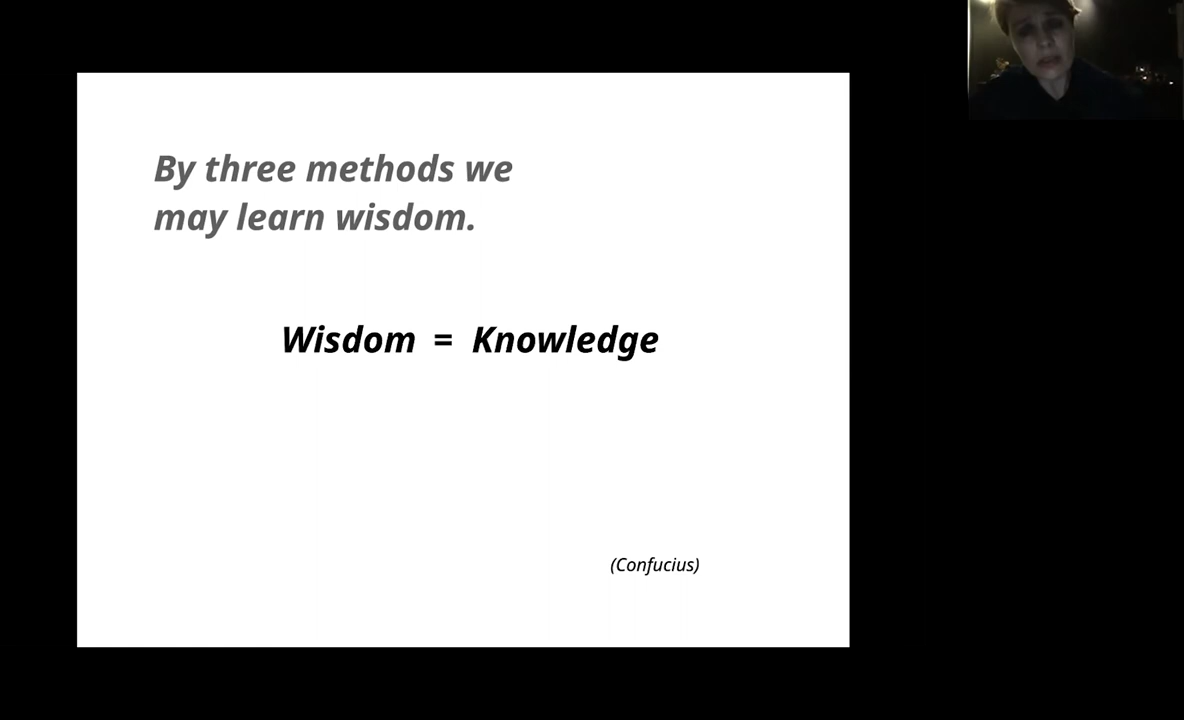 By three methods we
may learn wisdom.
Wisdom = Knowledge
(Confucius)